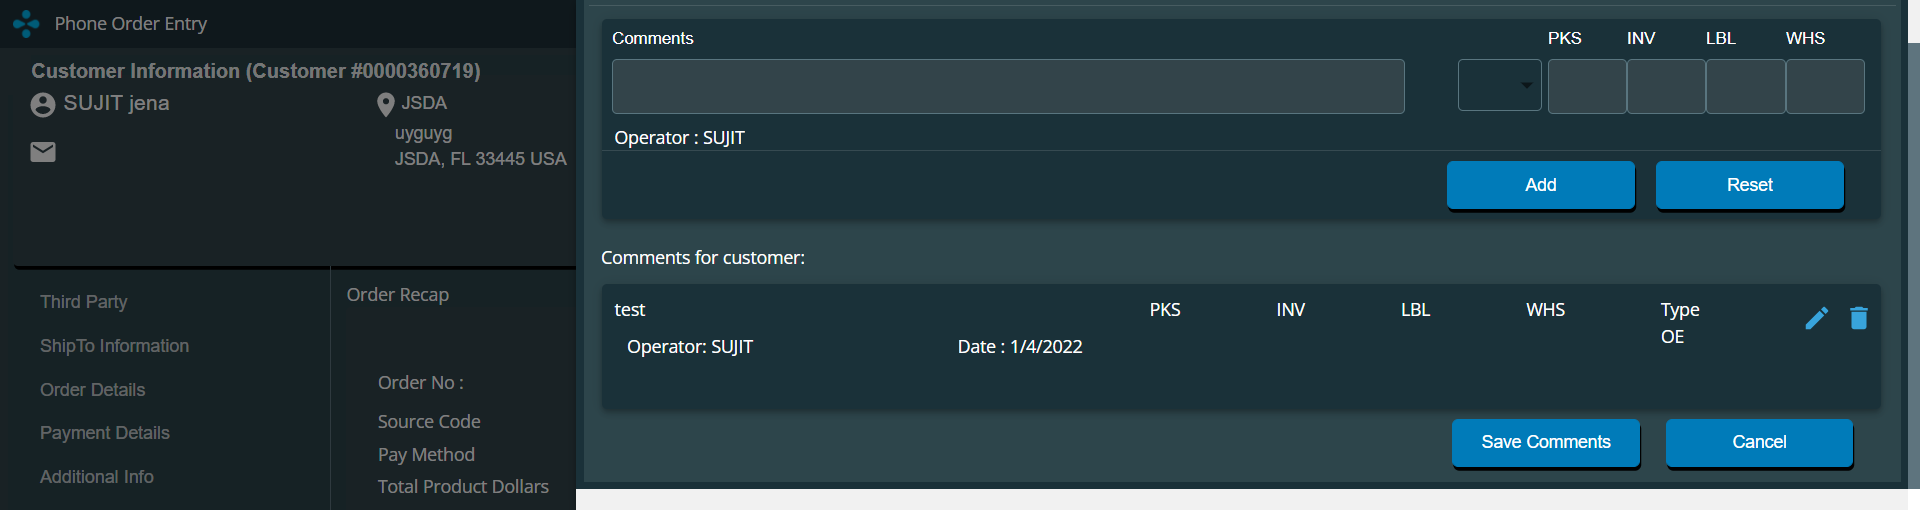 Phone Order Entry
Customer Information (Customer #0000360719)
SUJIT jena
JSDA
uyguyg
JSDA, FL 33445 USA
Third Party
ShipTo Information
Order Details
Payment Details
Additional Info
Order Recap
Order No :
Source Code
Pay Method
Total Product Dollars
Comments PKS INV LBL WHS
Operator : SUJIT
Add Reset
Comments for customer:
test PKS INV LBL WHS Type
OE
Operator: SUJIT Date : 1/4/2022
Save Comments Cancel